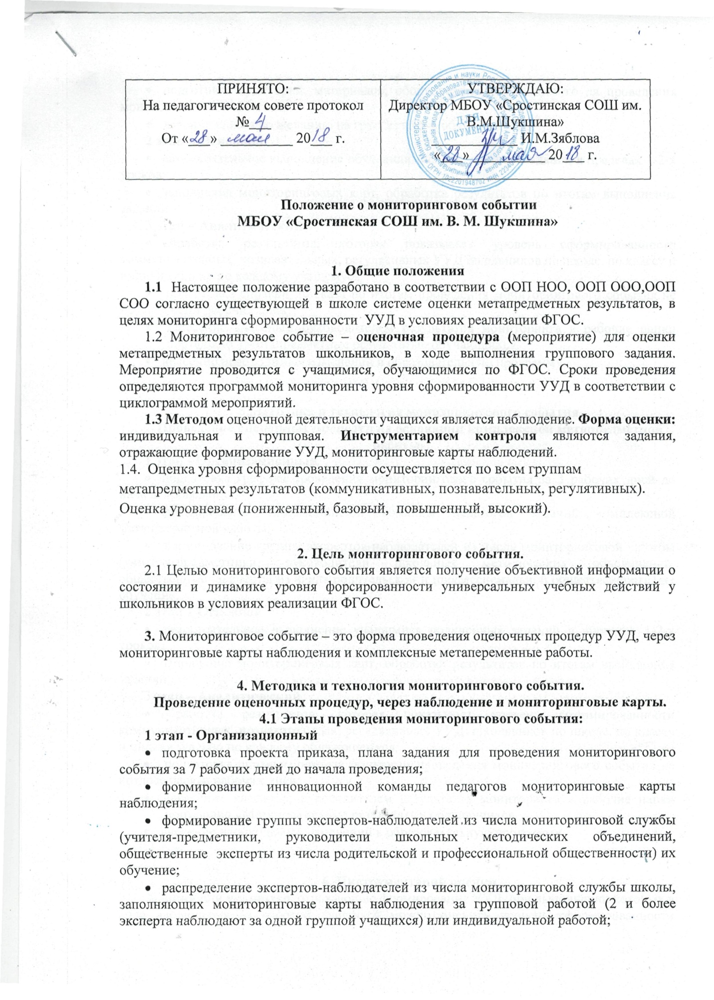 ПРИНЯТО:
На педагогическом совете протокол
№ 4
От «28» мая 2018 г.
УТВЕРЖДАЮ:
Директор МБОУ «Сростинская СОШ им.
В.М.Шукшина»
И.М.Зяблова
«28» мая 2018 г.
ДЛЯ
ДОКУМЕНТОВ
Положение о мониторинговом событии
МБОУ «Сростинская СОШ им. В. М. Шукшина»
1. Общие положения
1.1 Настоящее положение разработано в соответствии с ООП НОО, ООП ООО,ООП
СОО согласно существующей в школе системе оценки метапредметных результатов, в
целях мониторинга сформированности УУД в условиях реализации ФГОС.
1.2 Мониторинговое событие – оценочная процедура (мероприятие) для оценки
метапредметных результатов школьников, в ходе выполнения группового задания.
Мероприятие проводится с учащимися, обучающимися по ФГОС. Сроки проведения
определяются программой мониторинга уровня сформированности УУД в соответствии с
циклограммой мероприятий.
1.3 Методом оценочной деятельности учащихся является наблюдение. Форма оценки:
индивидуальная и групповая. Инструментарием контроля являются задания,
отражающие формирование УУД, мониторинговые карты наблюдений.
1.4. Оценка уровня сформированности осуществляется по всем группам
метапредметных результатов (коммуникативных, познавательных, регулятивных).
Оценка уровневая (пониженный, базовый, повышенный, высокий).
2. Цель мониторингового события.
2.1 Целью мониторингового события является получение объективной информации о
состоянии и динамике уровня форсированности универсальных учебных действий у
школьников в условиях реализации ФГОС.
3. Мониторинговое событие – это форма проведения оценочных процедур УУД, через
мониторинговые карты наблюдения и комплексные метапеременные работы.
4. Методика и технология мониторингового события.
Проведение оценочных процедур, через наблюдение и мониторинговые карты.
4.1 Этапы проведения мониторингового события:
1 этап - Организационный
• подготовка проекта приказа, плана задания для проведения мониторингового
события за 7 рабочих дней до начала проведения;
• формирование инновационной команды педагогов мониторинговые карты
наблюдения;
• формирование группы экспертов-наблюдателей из числа мониторинговой службы
(учителя-предметники, руководители школьных методических объединений,
общественные эксперты из числа родительской и профессиональной общественности) их
обучение;
• распределение экспертов-наблюдателей из числа мониторинговой службы школы,
заполняющих мониторинговые карты наблюдения за групповой работой (2 и более
эксперта наблюдают за одной группой учащихся) или индивидуальной работой;